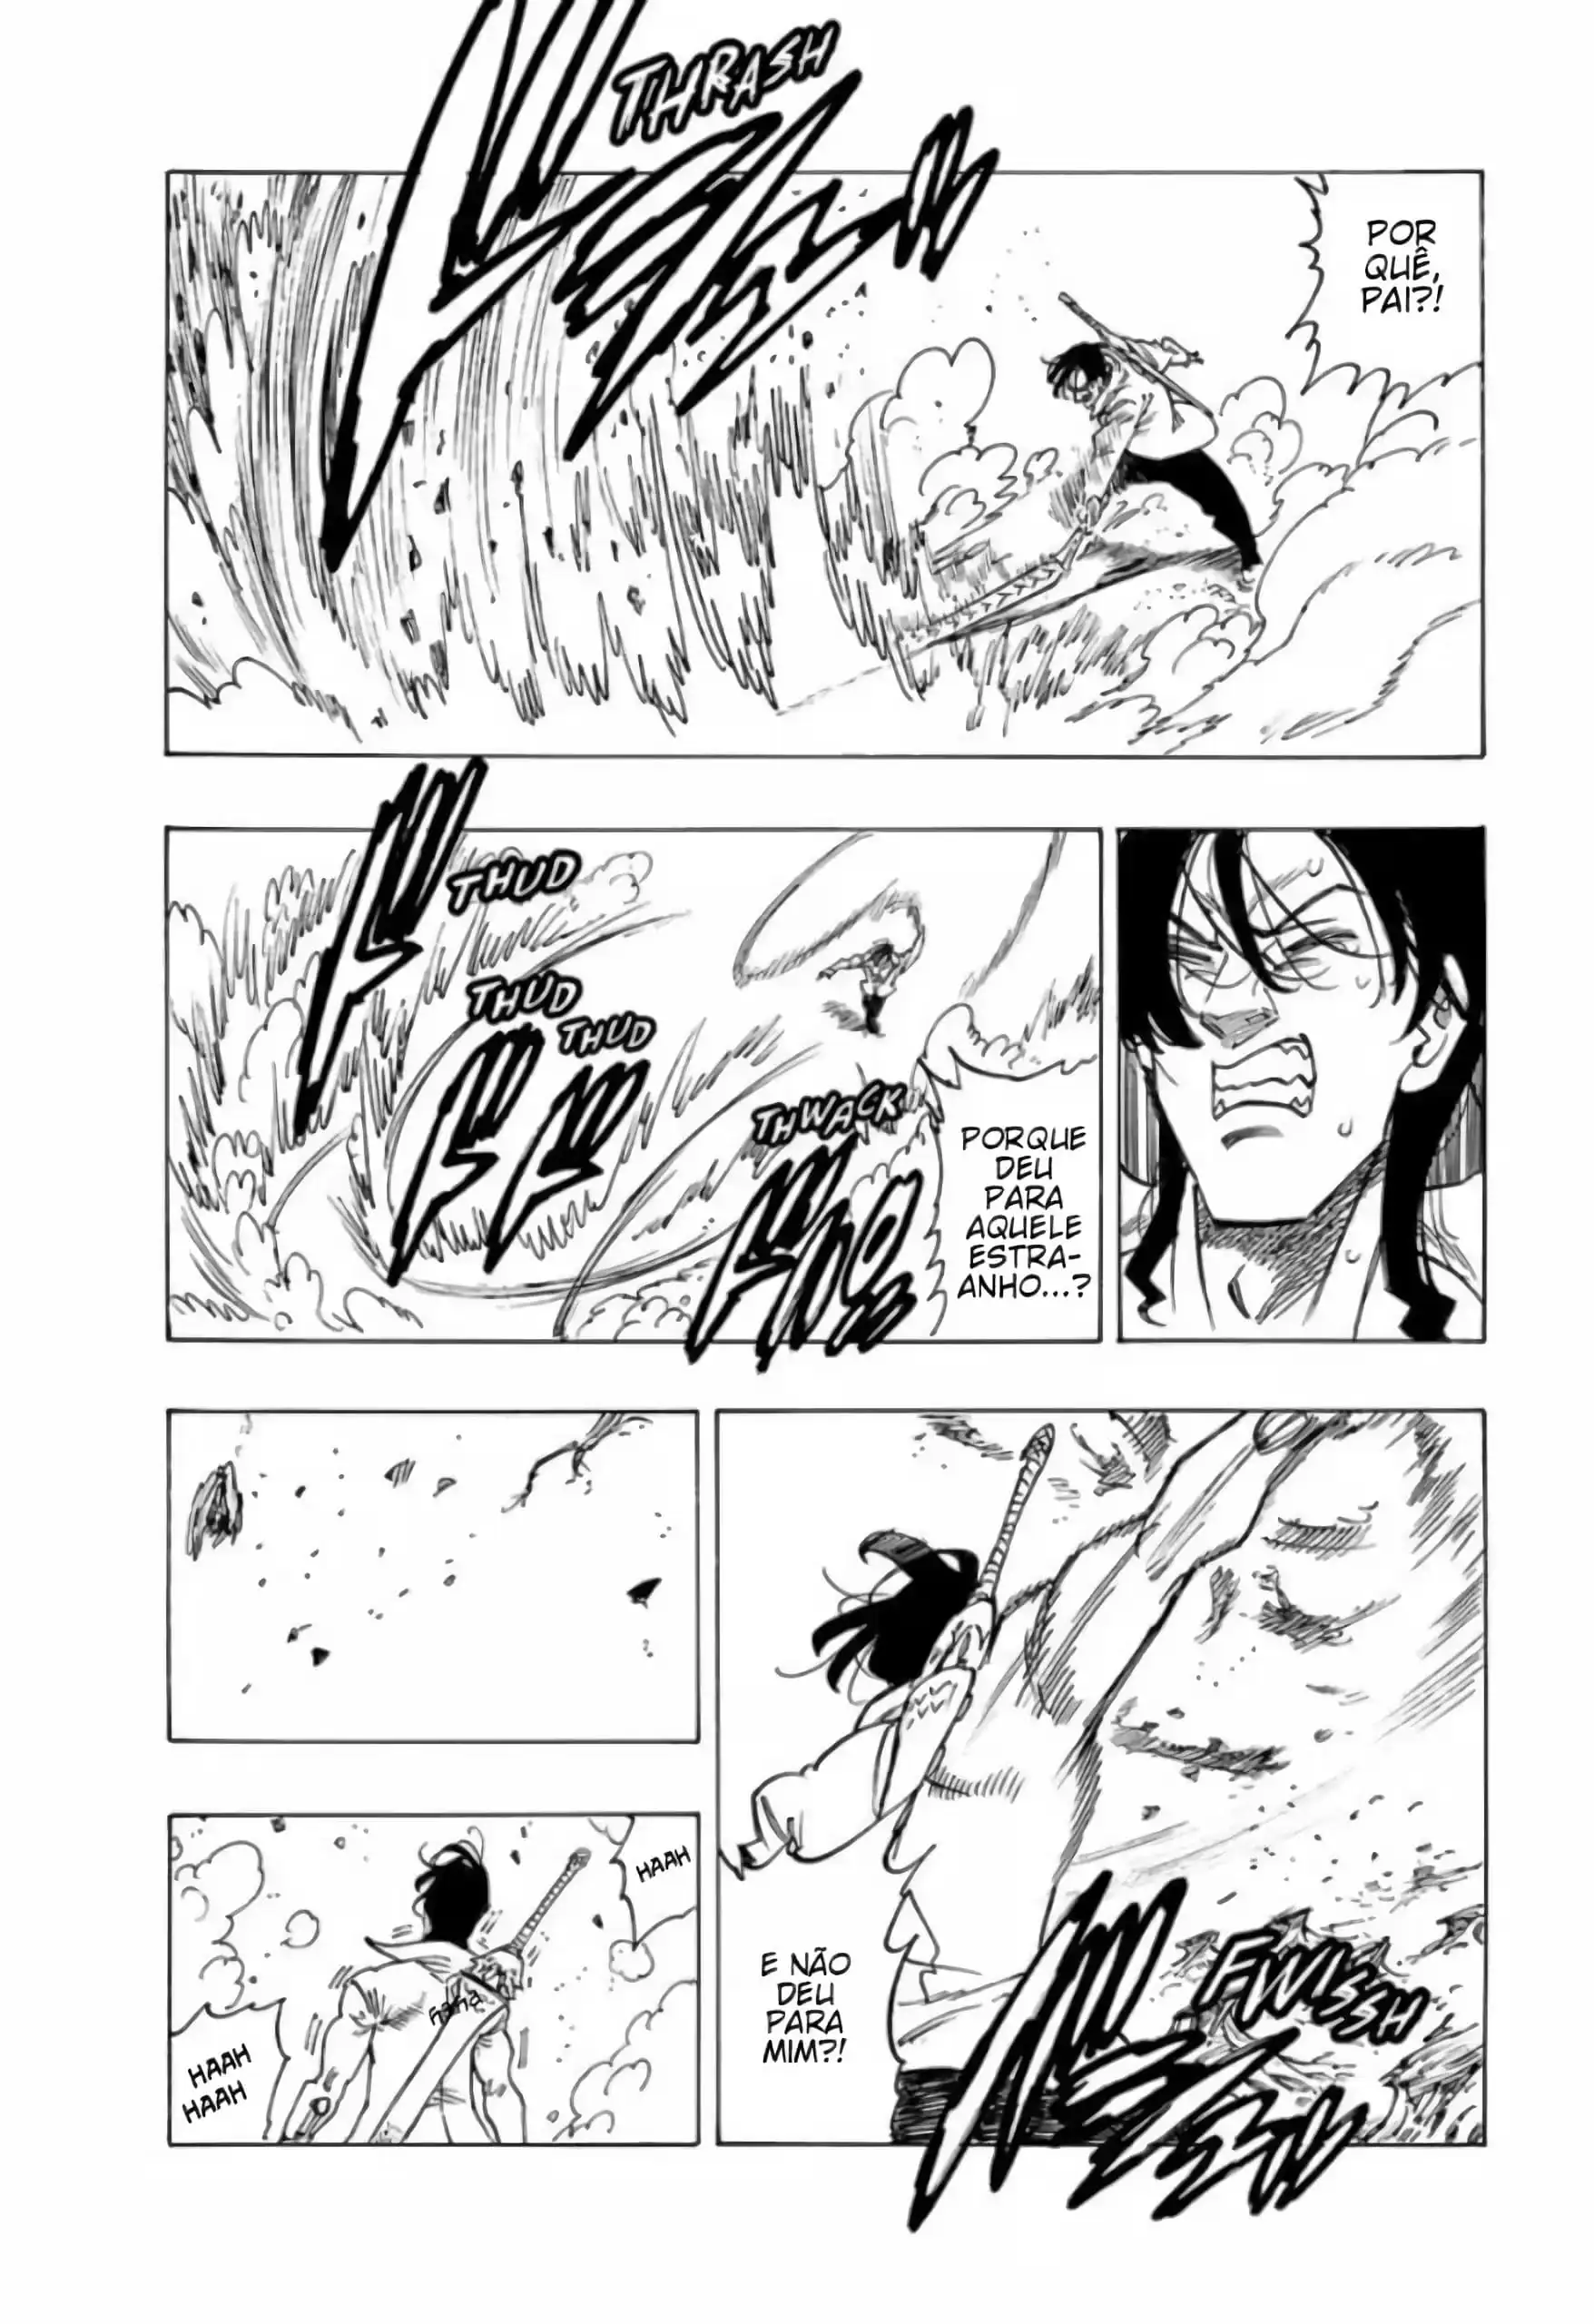 THRASH
POR
QUÊ,
PAI?!
THUD
THUD
THUD
THWACK
PORQUE
DEU
PARA
AQUELE
ESTRA-
ANHO...?
E NÃO
DEU
PARA
MIM?!
FWISSH
HAAH
HAAH
HAAH